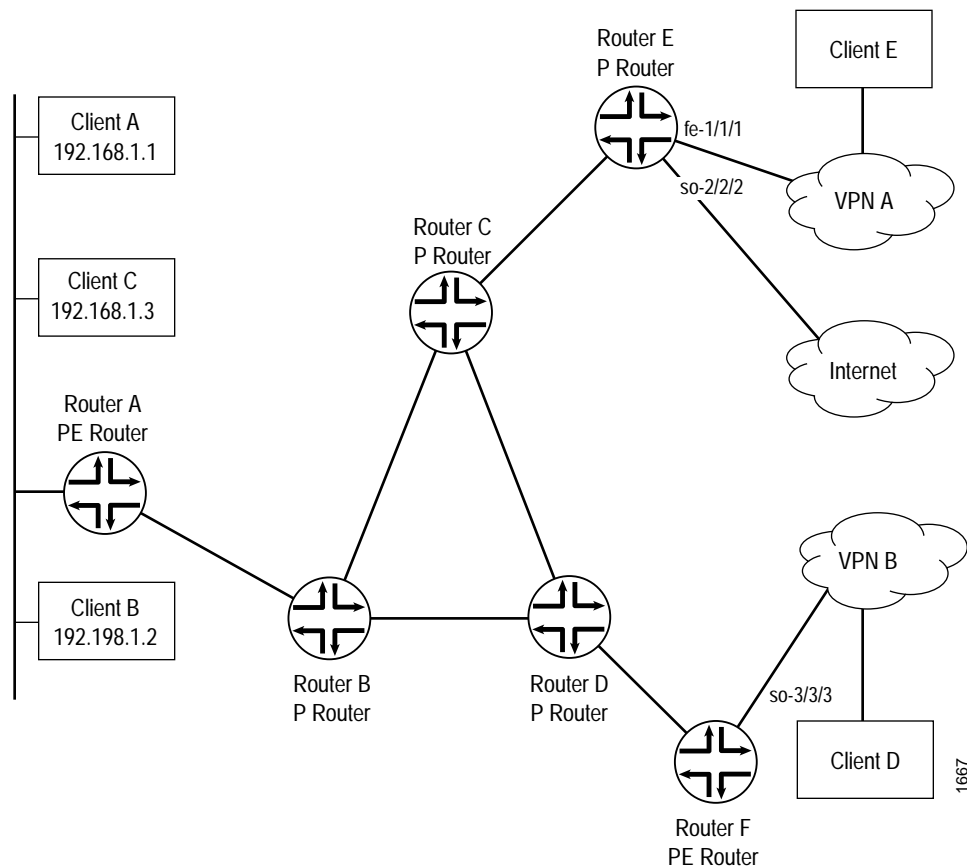 Router E
P Router
Client E
Client A
192.168.1.1
fe-1/1/1
so-2/2/2
VPN A
Router C
P Router
Client C
192.168.1.3
Internet
Router A
PE Router
VPN B
Client B
192.198.1.2
Router B
P Router
Router D
P Router
so-3/3/3
Client D
1667
Router F
PE Router